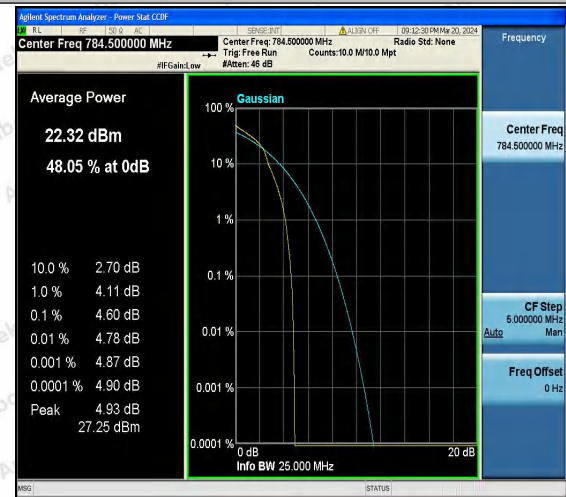 Agilent Spectrum Analyzer - Power Stat CCDF
RL RF 50 Ω AC SENSE:INT ALIGN OFF 09:12:30 PM Mar 20, 2024
Center Freq 784.500000 MHz
Center Freq: 784.500000 MHz Radio Std: None
Trig: Free Run Counts:10.0 M/10.0 Mpt
#IFGain:Low #Atten: 46 dB
Frequency
Average Power
22.32 dBm
48.05 % at 0dB
10.0 % 2.70 dB
1.0 % 4.11 dB
0.1 % 4.60 dB
0.01 % 4.78 dB
0.001 % 4.87 dB
0.0001 % 4.90 dB
Peak 4.93 dB
27.25 dBm
Gaussian
100 %
10 %
1 %
0.1 %
0.01 %
0.001 %
0.0001 %
0 dB 20 dB
Info BW 25.000 MHz
Center Freq
784.500000 MHz
CF Step
5.000000 MHz
Auto Man
Freq Offset
0 Hz
MSG STATUS